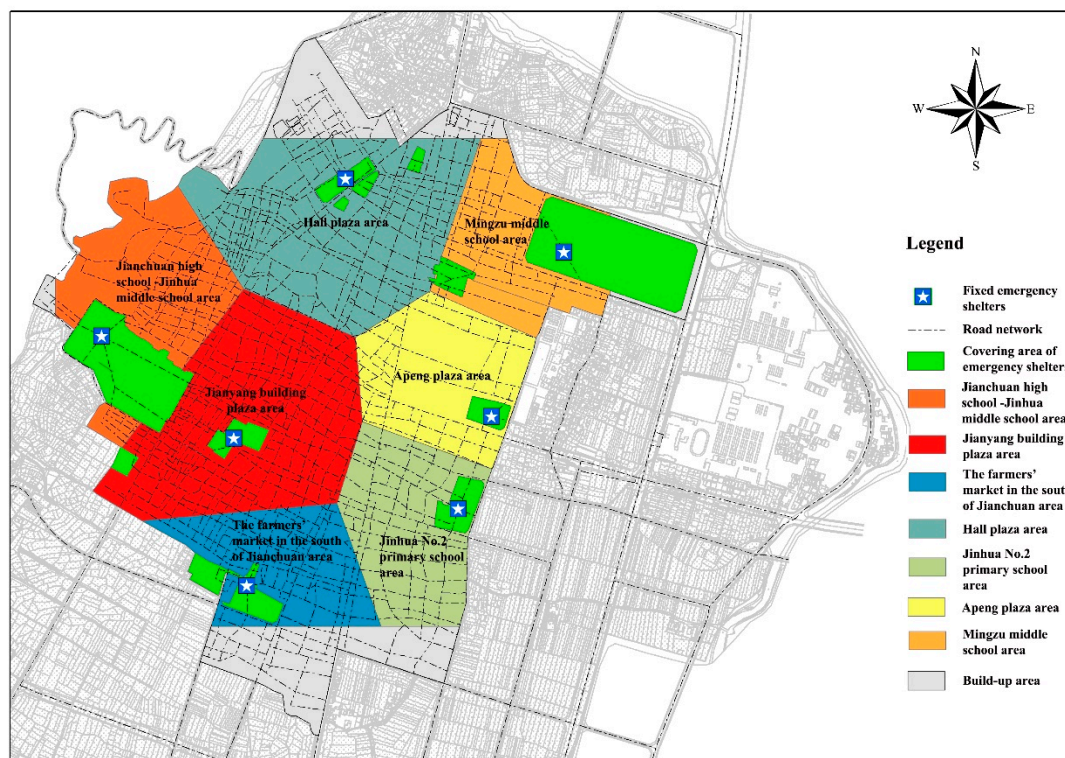 N
W
E
S
Hall plaza area
Mingzu middle
school area
Jianchuan high
school -Jinhua
middle school area
Apeng plaza area
Jianyang building
plaza area
The farmers'
market in the south
of Jianchuan area
Jinhua No.2
primary school
area
Legend
Fixed emergency
shelters
Road network
Covering area of
emergency shelters
Jianchuan high
school -Jinhua
middle school area
Jianyang building
plaza area
The farmers'
market in the south
of Jianchuan area
Hall plaza area
Jinhua No.2
primary school
area
Apeng plaza area
Mingzu middle
school area
Build-up area